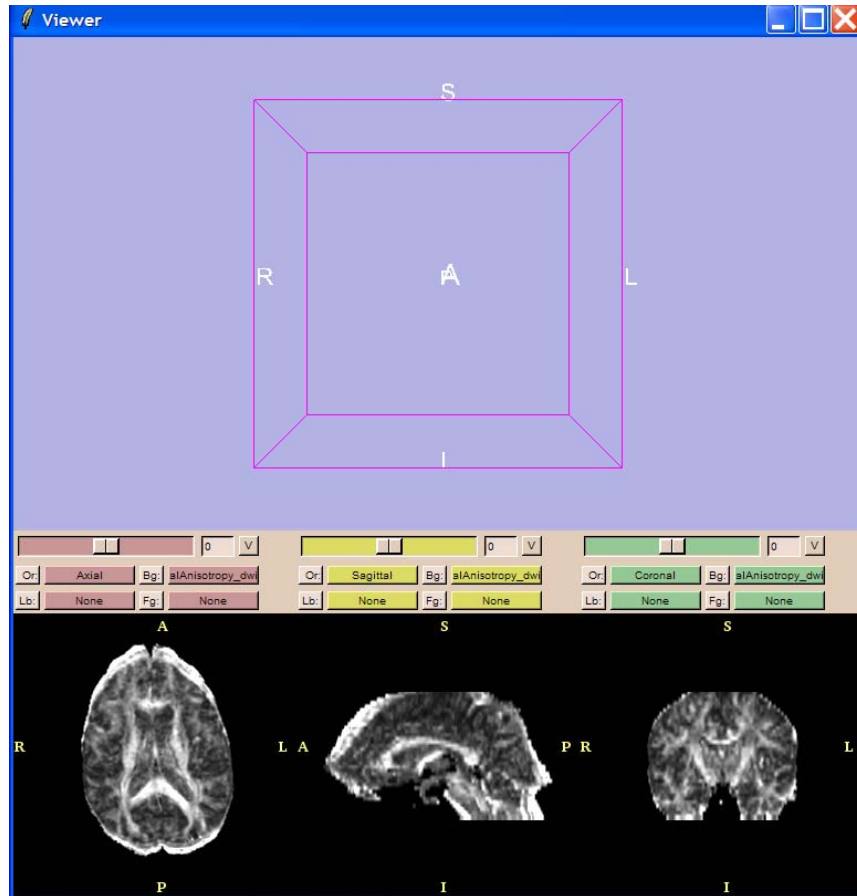 Viewer
S
R
A
P
L
I
0 V 0 V 0 V
Or: Axial Bg: alAnisotropy_dwi Or: Sagittal Bg: alAnisotropy_dwi Or: Coronal Bg: alAnisotropy_dwi
Lb: None Fg: None Lb: None Fg: None Lb: None Fg: None
A S S
R L A P R L
P I I